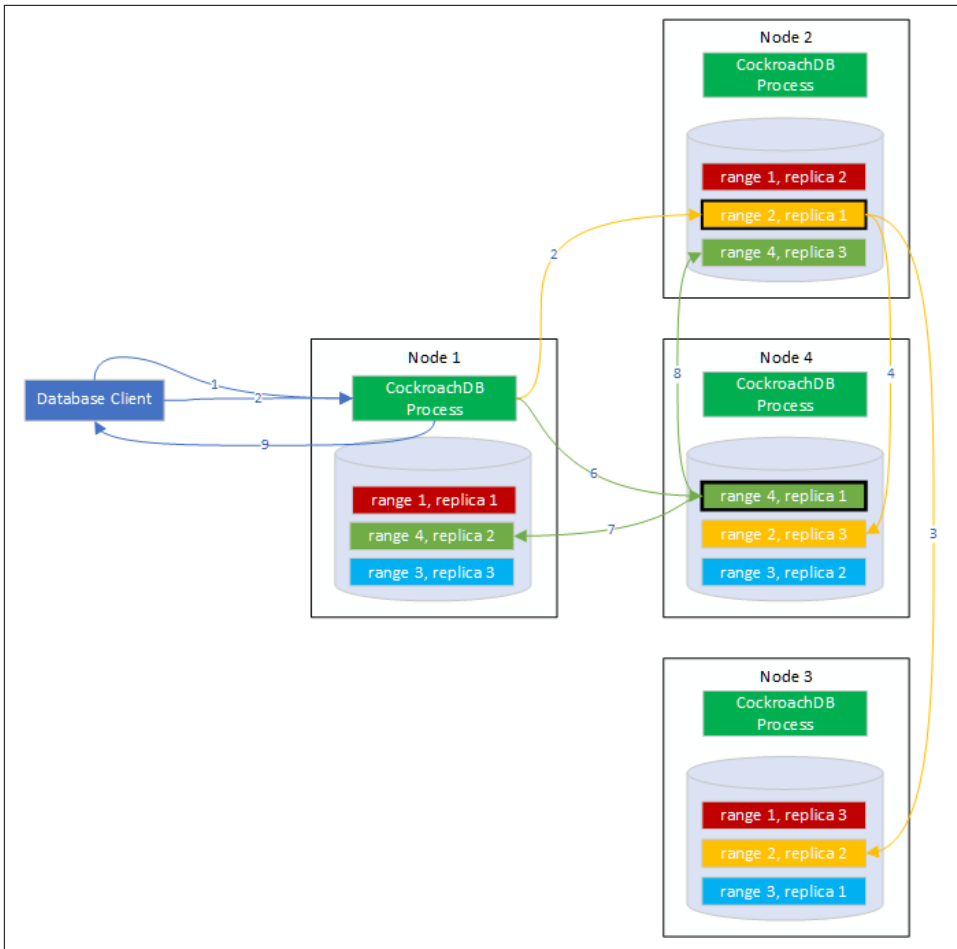 Node 2
CockroachDB
Process
range 1, replica 2
range 2, replica 1
range 4, replica 3
2
Node 1
CockroachDB
Process
Database Client
1
2
9
range 1, replica 1
range 4, replica 2
range 3, replica 3
6
7
8
4
3
Node 4
CockroachDB
Process
range 4, replica 1
range 2, replica 3
range 3, replica 2
Node 3
CockroachDB
Process
range 1, replica 3
range 2, replica 2
range 3, replica 1